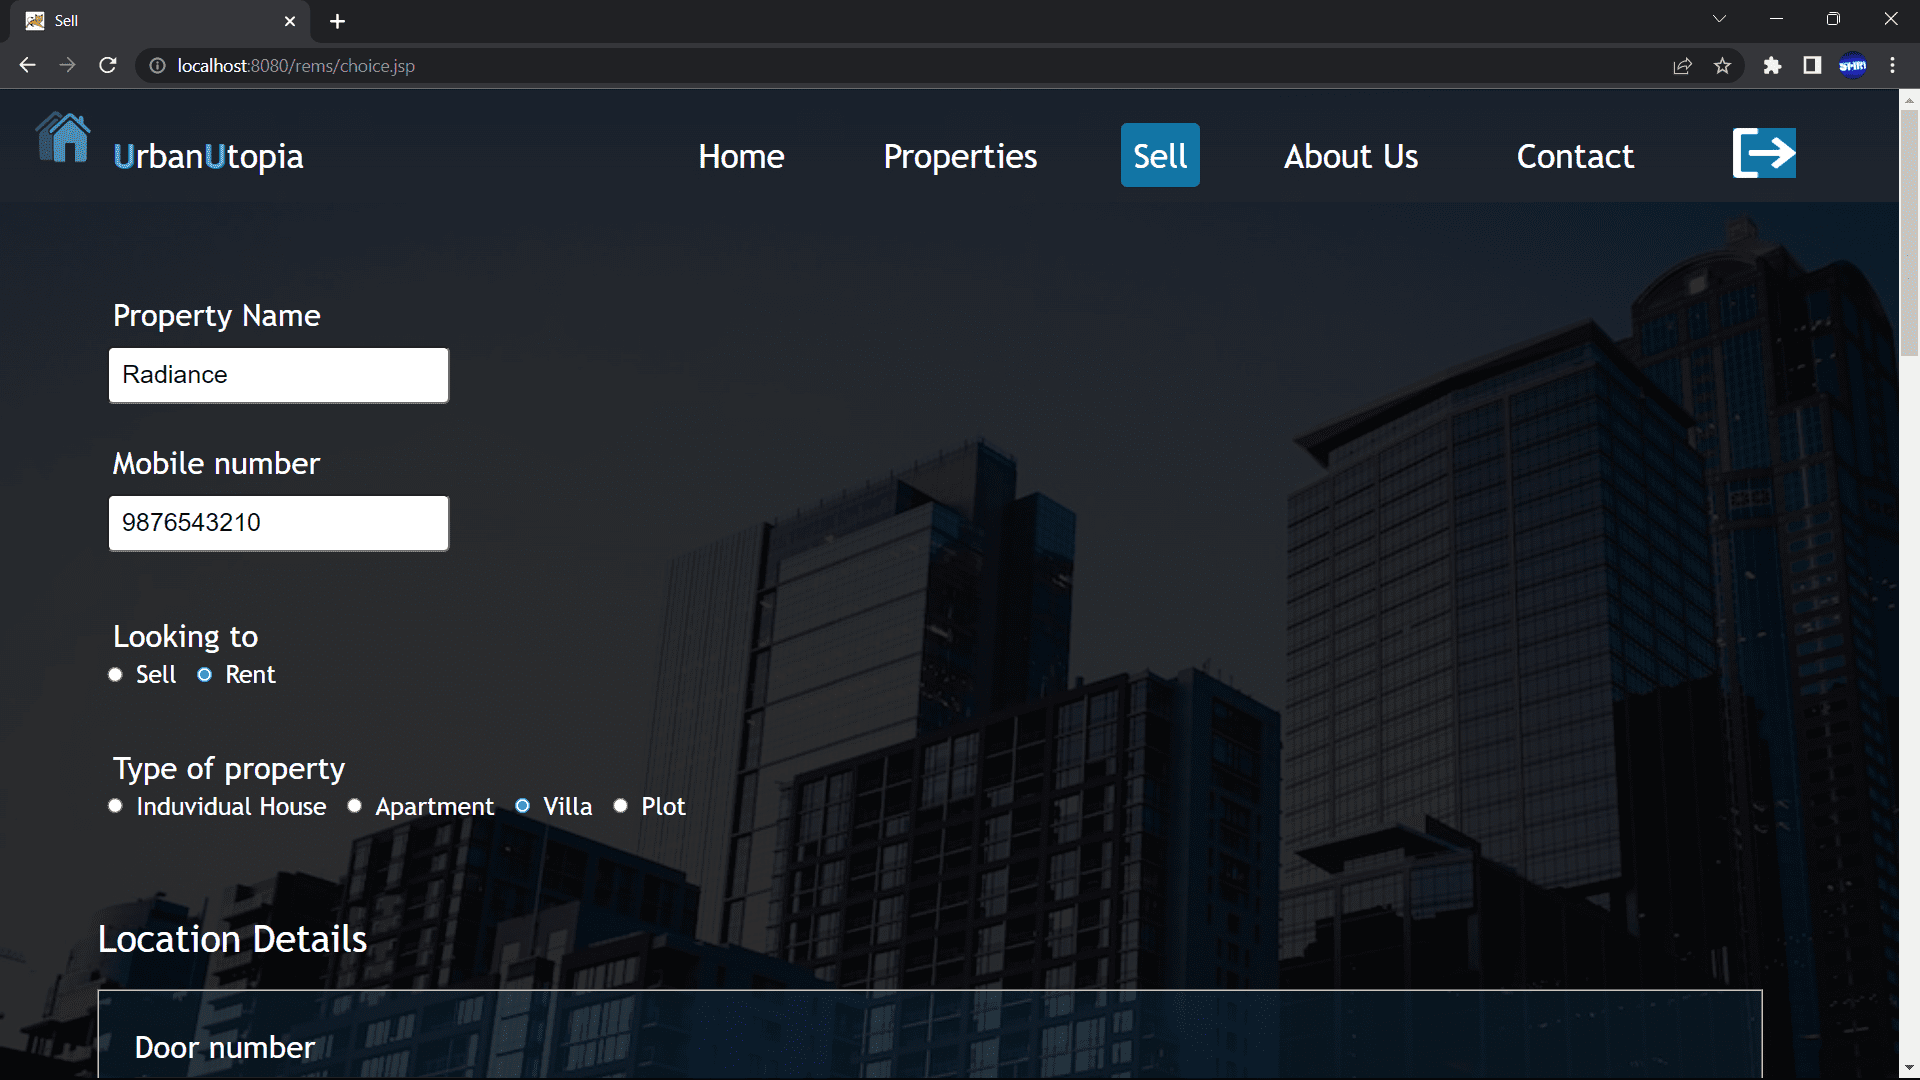 Sell
localhost:8080/rems/choice.jsp
UrbanUtopia
Home Properties Sell About Us Contact
Property Name
Radiance
Mobile number
9876543210
Looking to
Sell Rent
Type of property
Induvidual House Apartment Villa Plot
Location Details
Door number